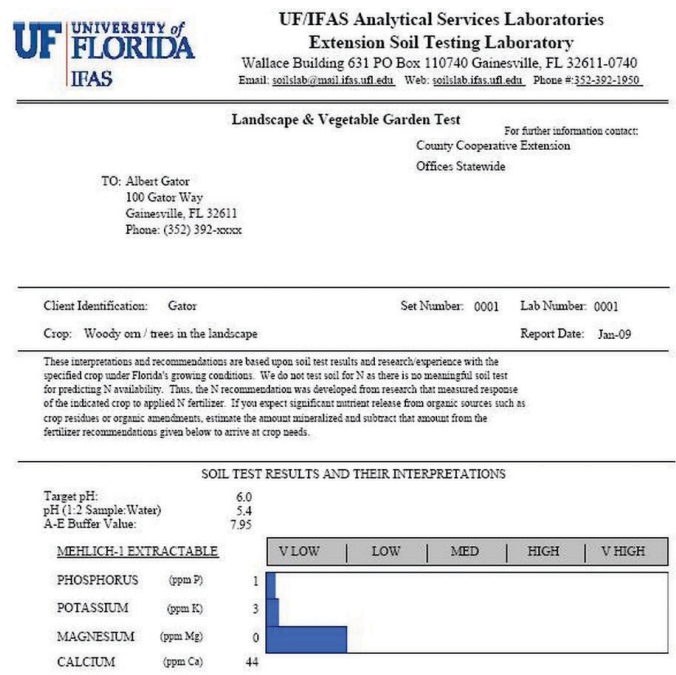 UF UNIVERSITY of
FLORIDA
IFAS
UF/IFAS Analytical Services Laboratories
Extension Soil Testing Laboratory
Wallace Building 631 PO Box 110740 Gainesville, FL 32611-0740
Email: soilslab@mail.ifas.ufl.edu Web: soilslab.ifas.ufl.edu Phone #:352-392-1950
Landscape & Vegetable Garden Test
For further information contact:
County Cooperative Extension
Offices Statewide
TO: Albert Gator
100 Gator Way
Gainesville, FL 32611
Phone: (352) 392-xxxx
Client Identification: Gator Set Number: 0001 Lab Number: 0001
Crop: Woody orn / trees in the landscape Report Date: Jan-09
These interpretations and recommendations are based upon soil test results and research/experience with the
specified crop under Florida's growing conditions. We do not test soil for N as there is no meaningful soil test
for predicting N availability. Thus, the N recommendation was developed from research that measured response
of the indicated crop to applied N fertilizer. If you expect significant nutrient release from organic sources such as
crop residues or organic amendments, estimate the amount mineralized and subtract that amount from the
fertilizer recommendations given below to arrive at crop needs.
SOIL TEST RESULTS AND THEIR INTERPRETATIONS
Target pH: 6.0
pH (1:2 Sample:Water) 5.4
A-E Buffer Value: 7.95
MEHLICH-1 EXTRACTABLE V LOW | LOW | MED | HIGH | V HIGH
PHOSPHORUS (ppm P) 1
POTASSIUM (ppm K) 3
MAGNESIUM (ppm Mg) 0
CALCIUM (ppm Ca) 44